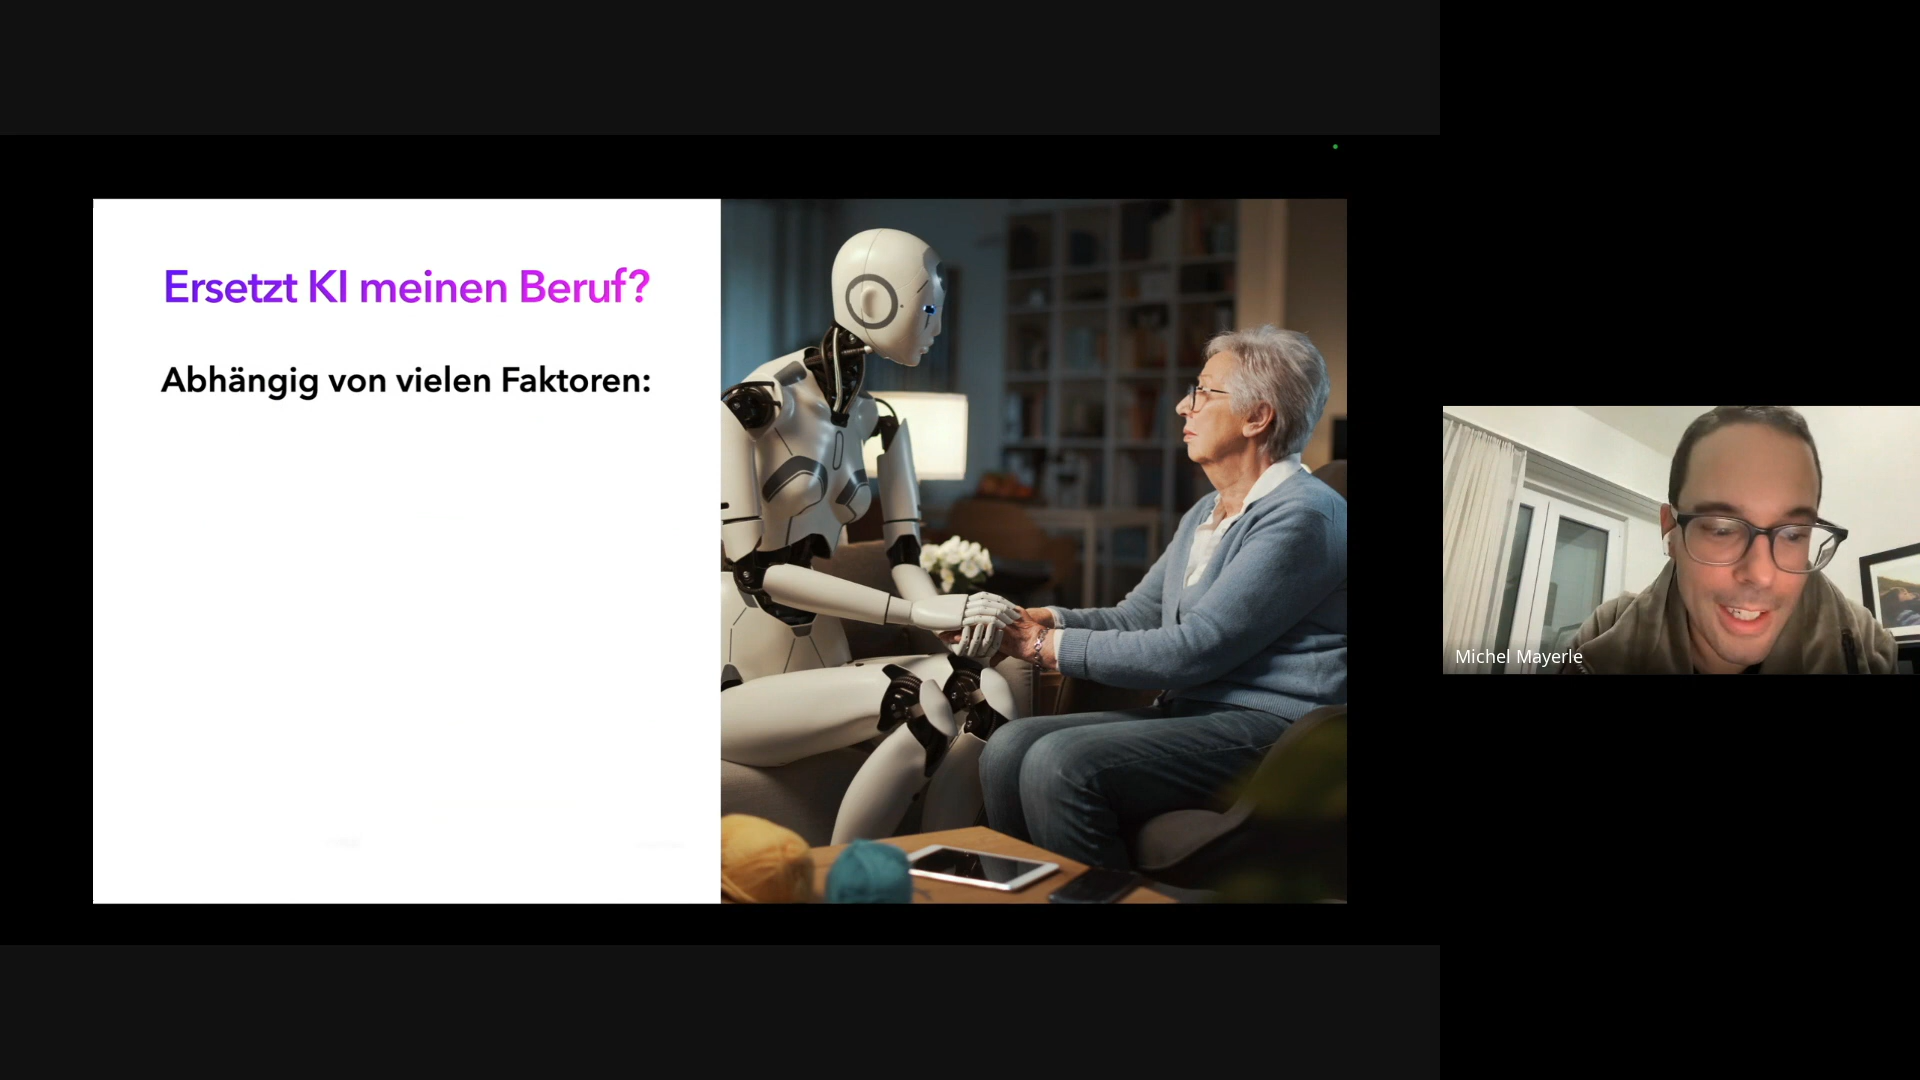 Ersetzt KI meinen Beruf?
Abhängig von vielen Faktoren:
Michel Mayerle